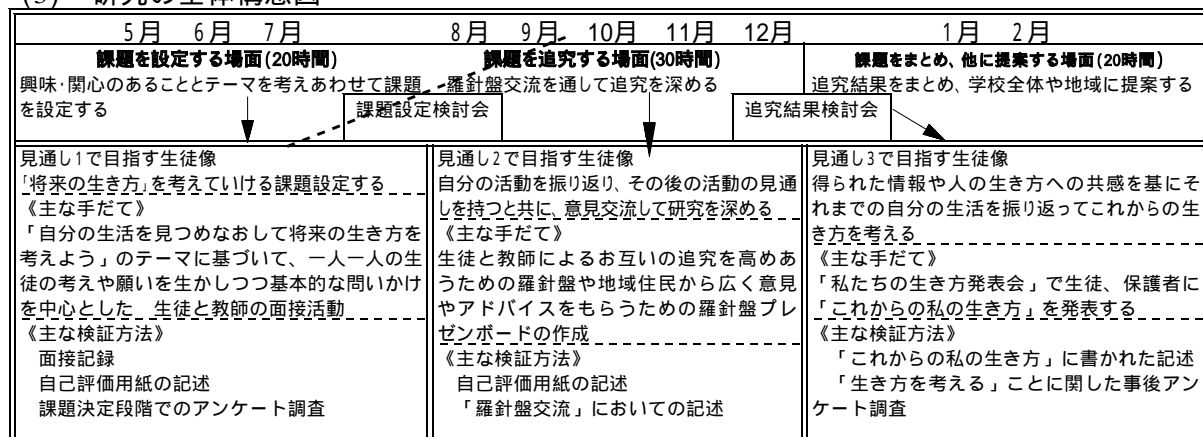 (3) 研究の全体構想図
5月 6月 7月
8月 9月 10月 11月 12月
1月 2月
課題を設定する場面(20時間)
興味・関心のあることとテーマを考えあわせて課題
を設定する
課題設定検討会
課題を追究する場面(30時間)
羅針盤交流を通して追究を深める
追究結果検討会
課題をまとめ、他に提案する場面(20時間)
追究結果をまとめ、学校全体や地域に提案する
見通し1で目指す生徒像
「将来の生き方」を考えていける課題設定する
《主な手だて》
「自分の生活を見つめなおして将来の生き方を
考えよう」のテーマに基づいて、一人一人の生
徒の考えや願いを生かしつつ基本的な問いかけ
を中心とした 生徒と教師の面接活動
《主な検証方法》
面接記録
自己評価用紙の記述
課題決定段階でのアンケート調査
見通し2で目指す生徒像
自分の活動を振り返り、その後の活動の見通
しを持つと共に、意見交流して研究を深める
《主な手だて》
生徒と教師によるお互いの追究を高めあ
うための羅針盤や地域住民から広く意見
やアドバイスをもらうための羅針盤プレ
ゼンボードの作成
《主な検証方法》
自己評価用紙の記述
「羅針盤交流」においての記述
見通し3で目指す生徒像
得られた情報や人の生き方への共感を基にそ
れまでの自分の生活を振り返ってこれからの生
き方を考える
《主な手だて》
「私たちの生き方発表会」で生徒、保護者に
「これからの私の生き方」を発表する
《主な検証方法》
「これからの私の生き方」に書かれた記述
「生き方を考える」ことに関した事後アン
ケート調査